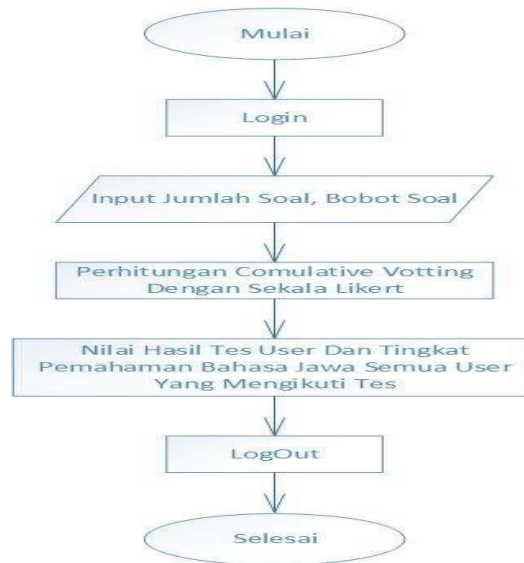 Mulai
Login
Input Jumlah Soal, Bobot Soal
Perhitungan Comulative Votting
Dengan Sekala Likert
Nilai Hasil Tes User Dan Tingkat
Pemahaman Bahasa Jawa Semua User
Yang Mengikuti Tes
LogOut
Selesai